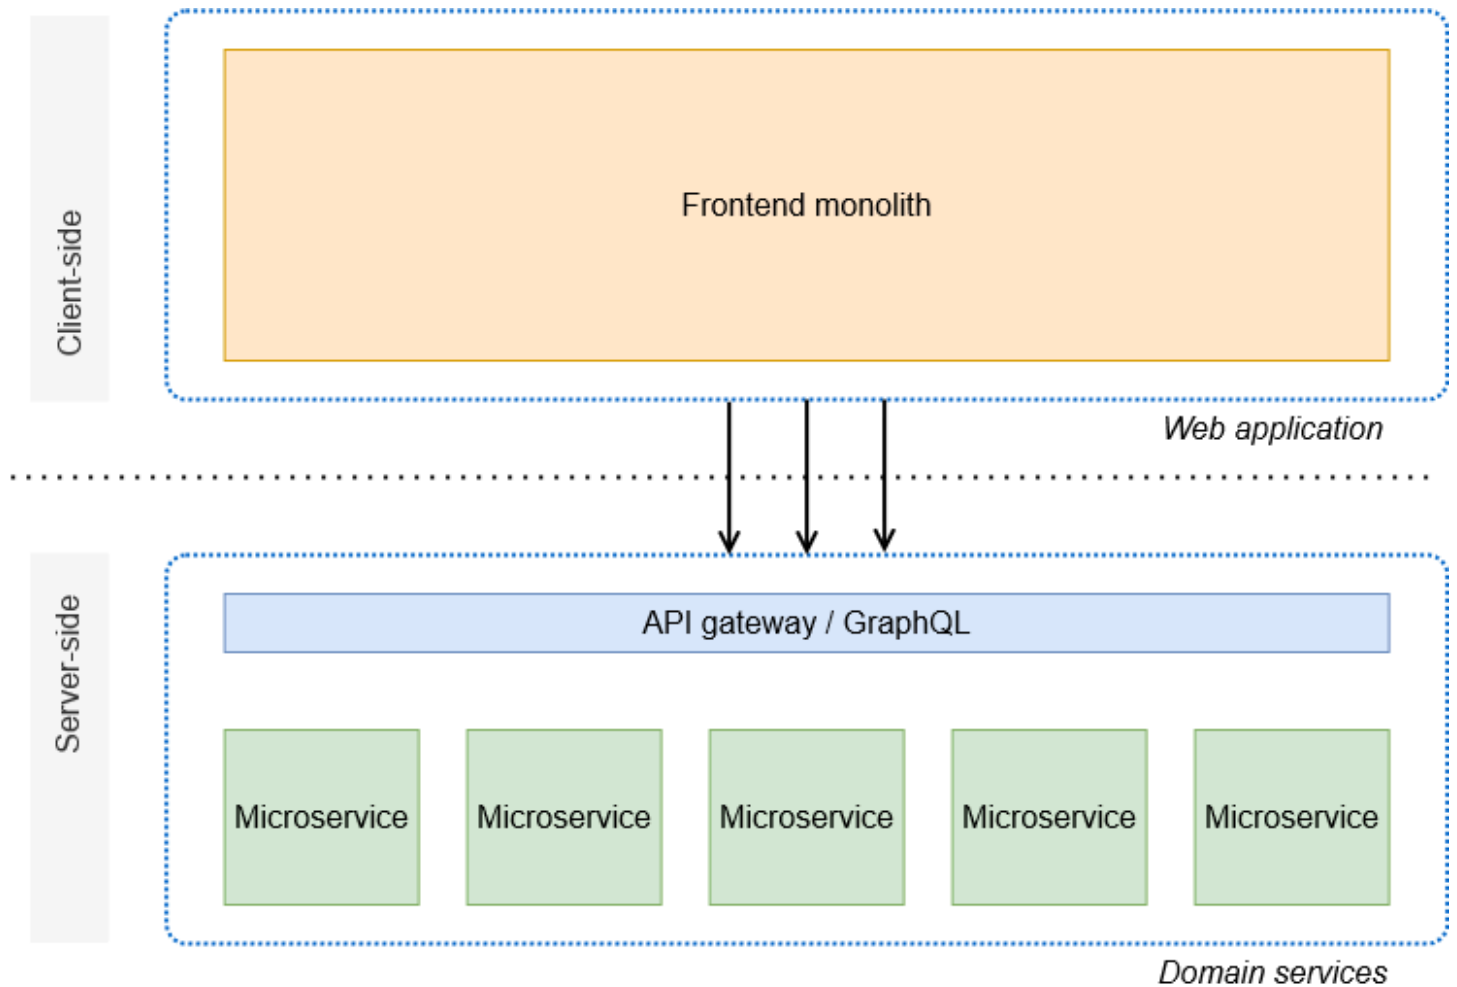 Client-side
Frontend monolith
Web application
Server-side
API gateway / GraphQL
Microservice
Microservice
Microservice
Microservice
Microservice
Domain services